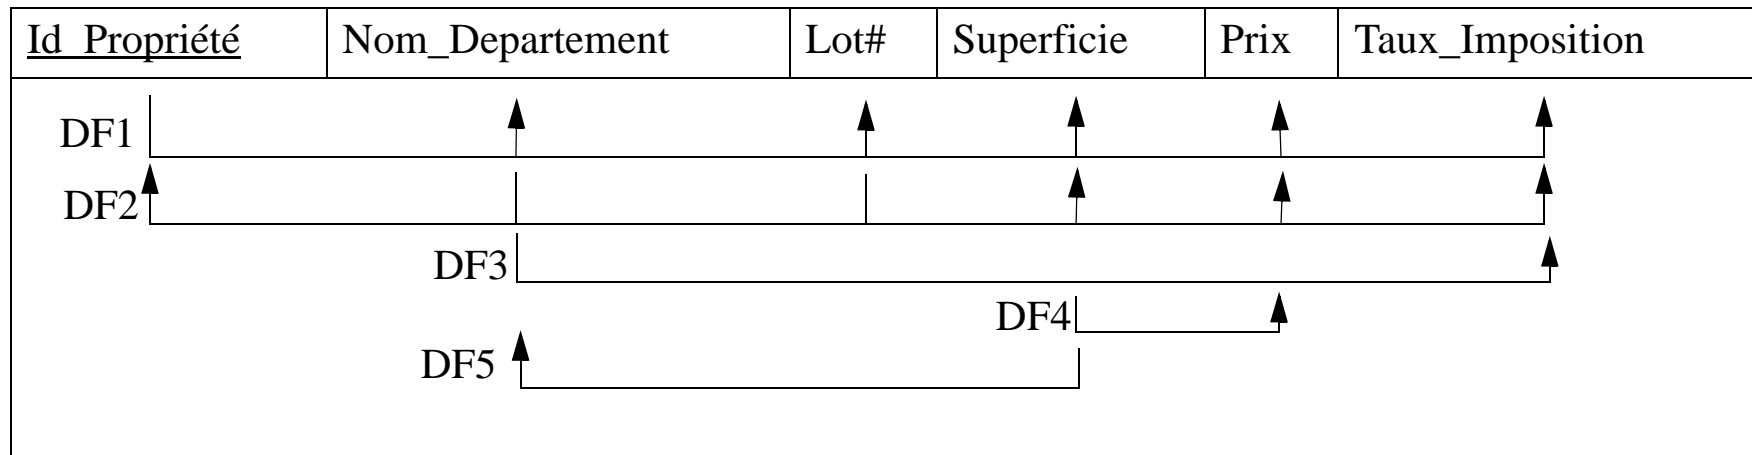 Id_Propriété Nom_Departement Lot# Superficie Prix Taux_Imposition
DF1
DF2
DF3
DF4
DF5